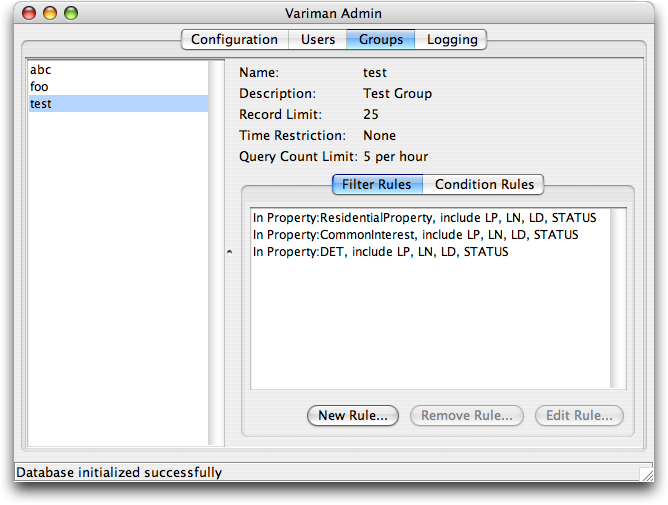 Variman Admin
Configuration Users Groups Logging
abc
foo
test
Name: test
Description: Test Group
Record Limit: 25
Time Restriction: None
Query Count Limit: 5 per hour
Filter Rules Condition Rules
In Property:ResidentialProperty, include LP, LN, LD, STATUS
In Property:CommonInterest, include LP, LN, LD, STATUS
In Property:DET, include LP, LN, LD, STATUS
New Rule... Remove Rule... Edit Rule...
Database initialized successfully